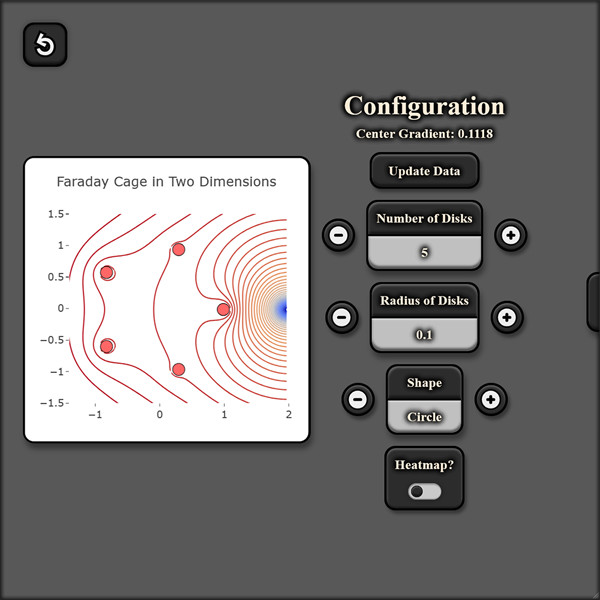 Configuration
Center Gradient: 0.1118
Update Data
Faraday Cage in Two Dimensions
Number of Disks
5
Radius of Disks
0.1
Shape
Circle
Heatmap?
1.5
1
0.5
0
−0.5
−1
−1.5
−1 0 1 2